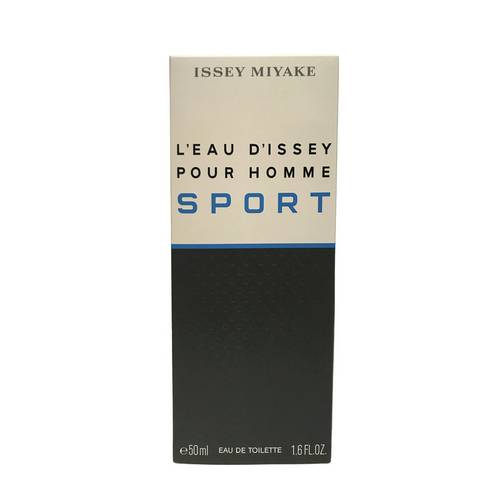 ISSEY MIYAKE
L'EAU D'ISSEY
POUR HOMME
SPORT
℮50ml EAU DE TOILETTE 1.6 FL.OZ.